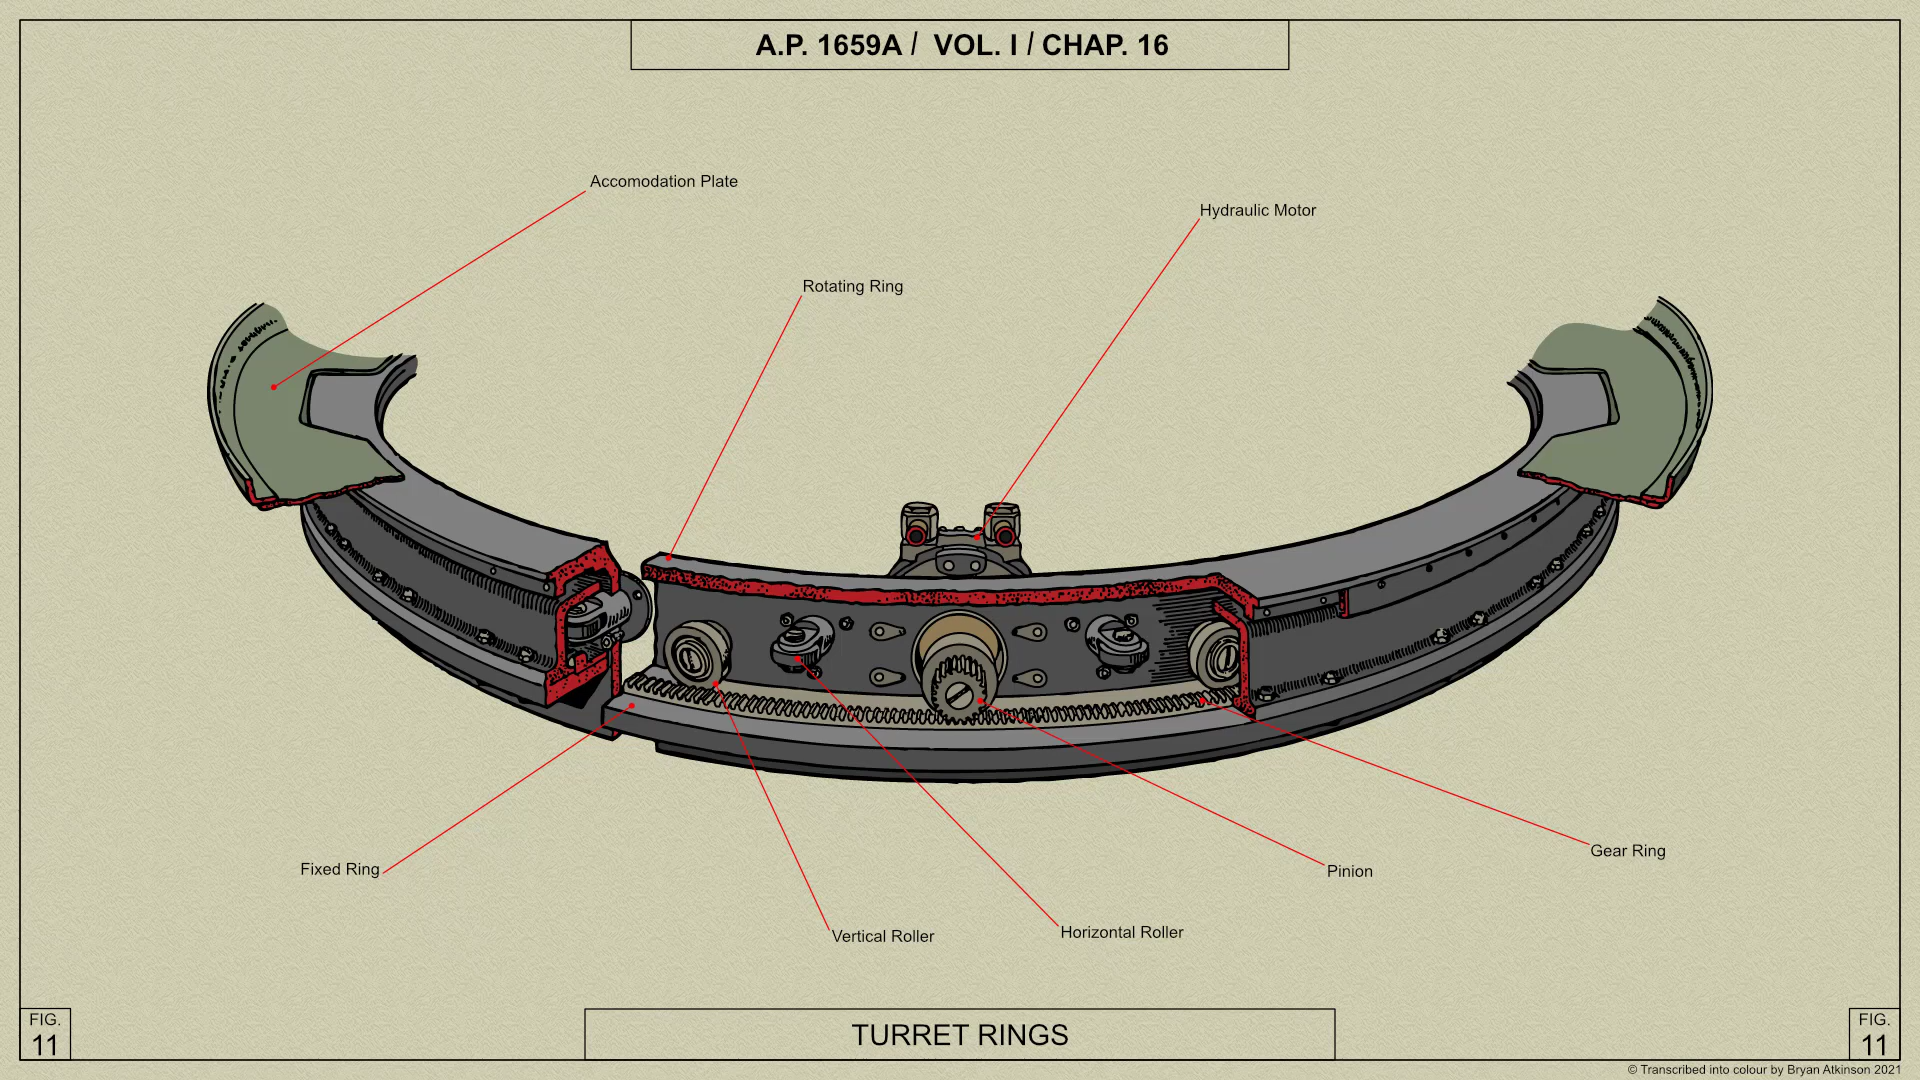 A.P. 1659A / VOL. I / CHAP. 16
Accomodation Plate
Hydraulic Motor
Rotating Ring
Gear Ring
Fixed Ring
Pinion
Vertical Roller
Horizontal Roller
FIG.
11
TURRET RINGS
FIG.
11
© Transcribed into colour by Bryan Atkinson 2021